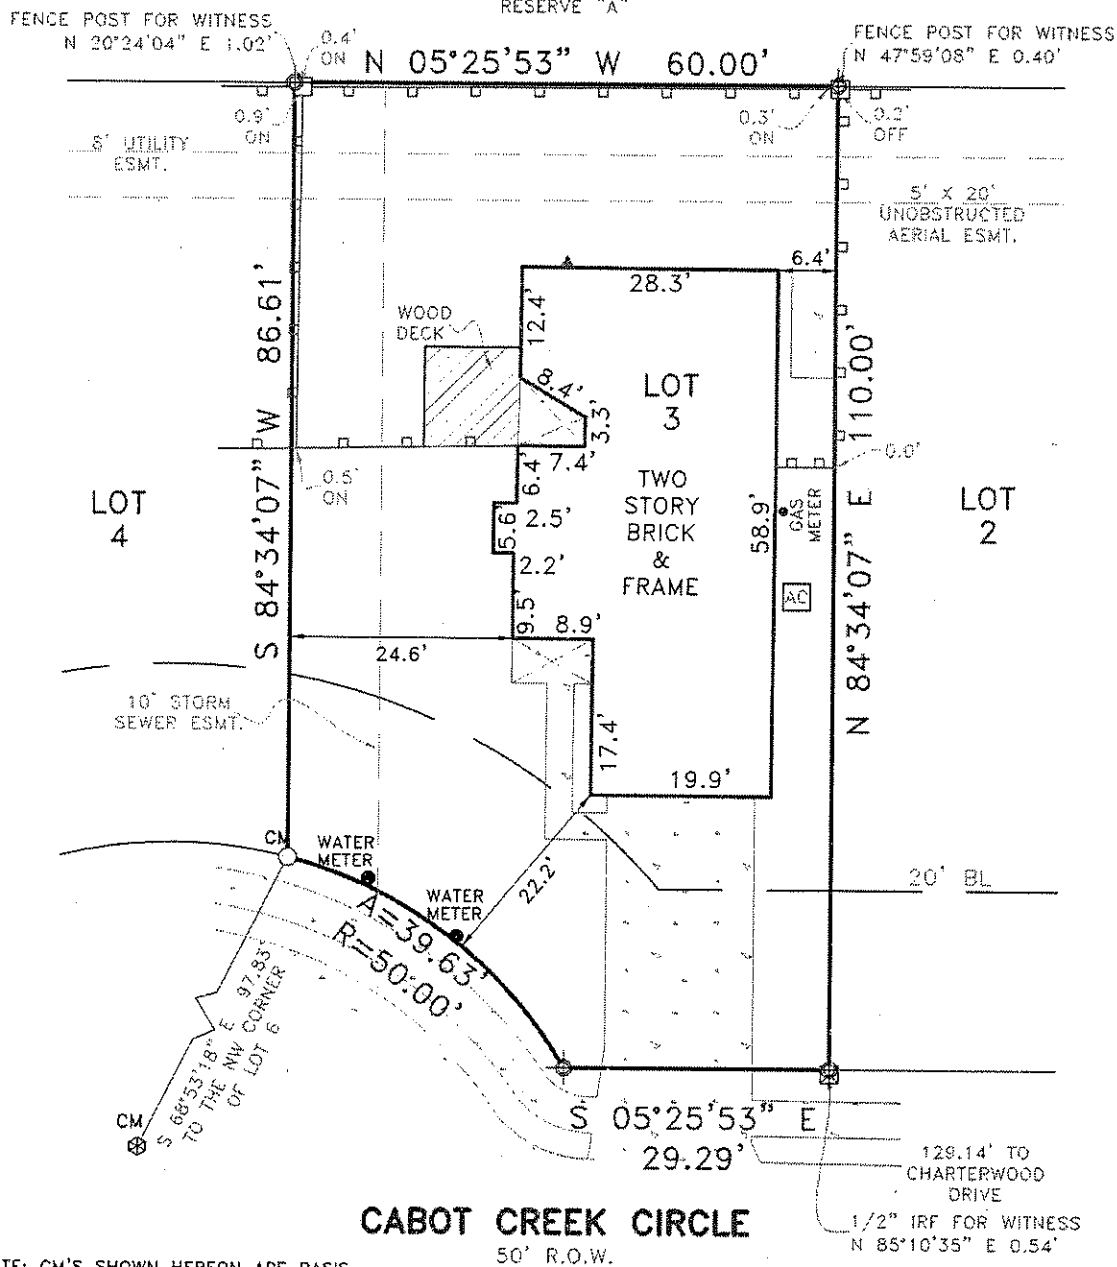 RESERVE "A"
FENCE POST FOR WITNESS
N 20°24'04" E 1.02'
0.4'
ON
N 05°25'53" W 60.00'
FENCE POST FOR WITNESS
N 47°59'08" E 0.40'
0.9'
ON
0.3'
ON
0.2'
OFF
8' UTILITY
ESMT.
5' X 20'
UNOBSTRUCTED
AERIAL ESMT.
6.4'
28.3'
12.4'
WOOD
DECK
8.4'
3.3'
7.4'
LOT
3
S 84°34'07" W 86.61'
N 84°34'07" E 110.00'
0.0'
0.5'
ON
6.4'
LOT
4
TWO
STORY
BRICK
&
FRAME
5.6'
2.5'
2.2'
58.9'
GAS
METER
LOT
2
AC
9.5'
8.9'
24.6'
10' STORM
SEWER ESMT.
17.4'
19.9'
CM
WATER
METER
WATER
METER
22.2'
20' BL
A=39.63'
R=50.00'
S 68°53'18" E 97.83'
TO THE NW CORNER
OF LOT 6
CM
S 05°25'53" E
29.29'
129.14' TO
CHARTERWOOD
DRIVE
CABOT CREEK CIRCLE
50' R.O.W.
1/2" IRF FOR WITNESS
N 85°10'35" E 0.54'
CM'S SHOWN HEREON ARE BASIS